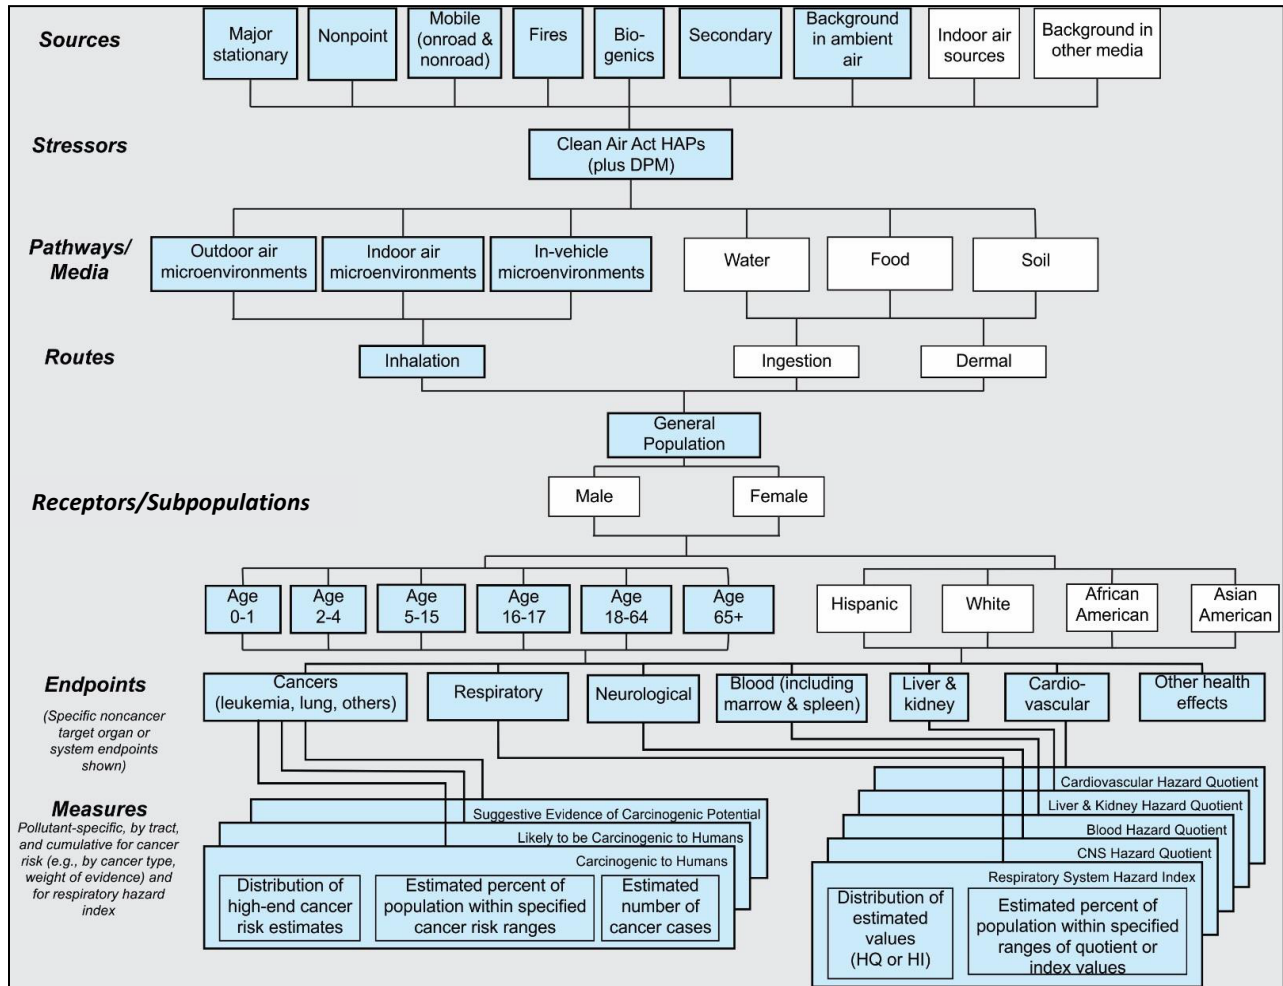 Sources
Major
stationary
Nonpoint
Mobile
(onroad &
nonroad)
Fires
Bio-
genics
Secondary
Background
in ambient
air
Indoor air
sources
Background in
other media
Stressors
Clean Air Act HAPs
(plus DPM)
Pathways/
Media
Outdoor air
microenvironments
Indoor air
microenvironments
In-vehicle
microenvironments
Water
Food
Soil
Routes
Inhalation
Ingestion
Dermal
General
Population
Receptors/Subpopulations
Male
Female
Age
0-1
Age
2-4
Age
5-15
Age
16-17
Age
18-64
Age
65+
Hispanic
White
African
American
Asian
American
Endpoints
(Specific noncancer
target organ or
system endpoints
shown)
Cancers
(leukemia, lung, others)
Respiratory
Neurological
Blood (including
marrow & spleen)
Liver &
kidney
Cardio-
vascular
Other health
effects
Measures
Pollutant-specific, by tract,
and cumulative for cancer
risk (e.g., by cancer type,
weight of evidence) and
for respiratory hazard
index
Suggestive Evidence of Carcinogenic Potential
Likely to be Carcinogenic to Humans
Carcinogenic to Humans
Distribution of
high-end cancer
risk estimates
Estimated percent of
population within specified
cancer risk ranges
Estimated
number of
cancer cases
Cardiovascular Hazard Quotient
Liver & Kidney Hazard Quotient
Blood Hazard Quotient
CNS Hazard Quotient
Respiratory System Hazard Index
Distribution of
estimated
values
(HQ or HI)
Estimated percent of
population within specified
ranges of quotient or
index values